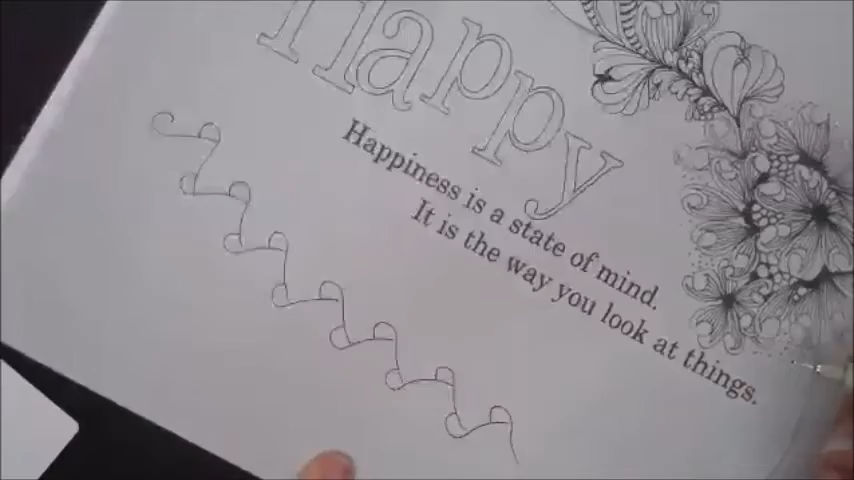 Happy
Happiness is a state of mind.
It is the way you look at things.